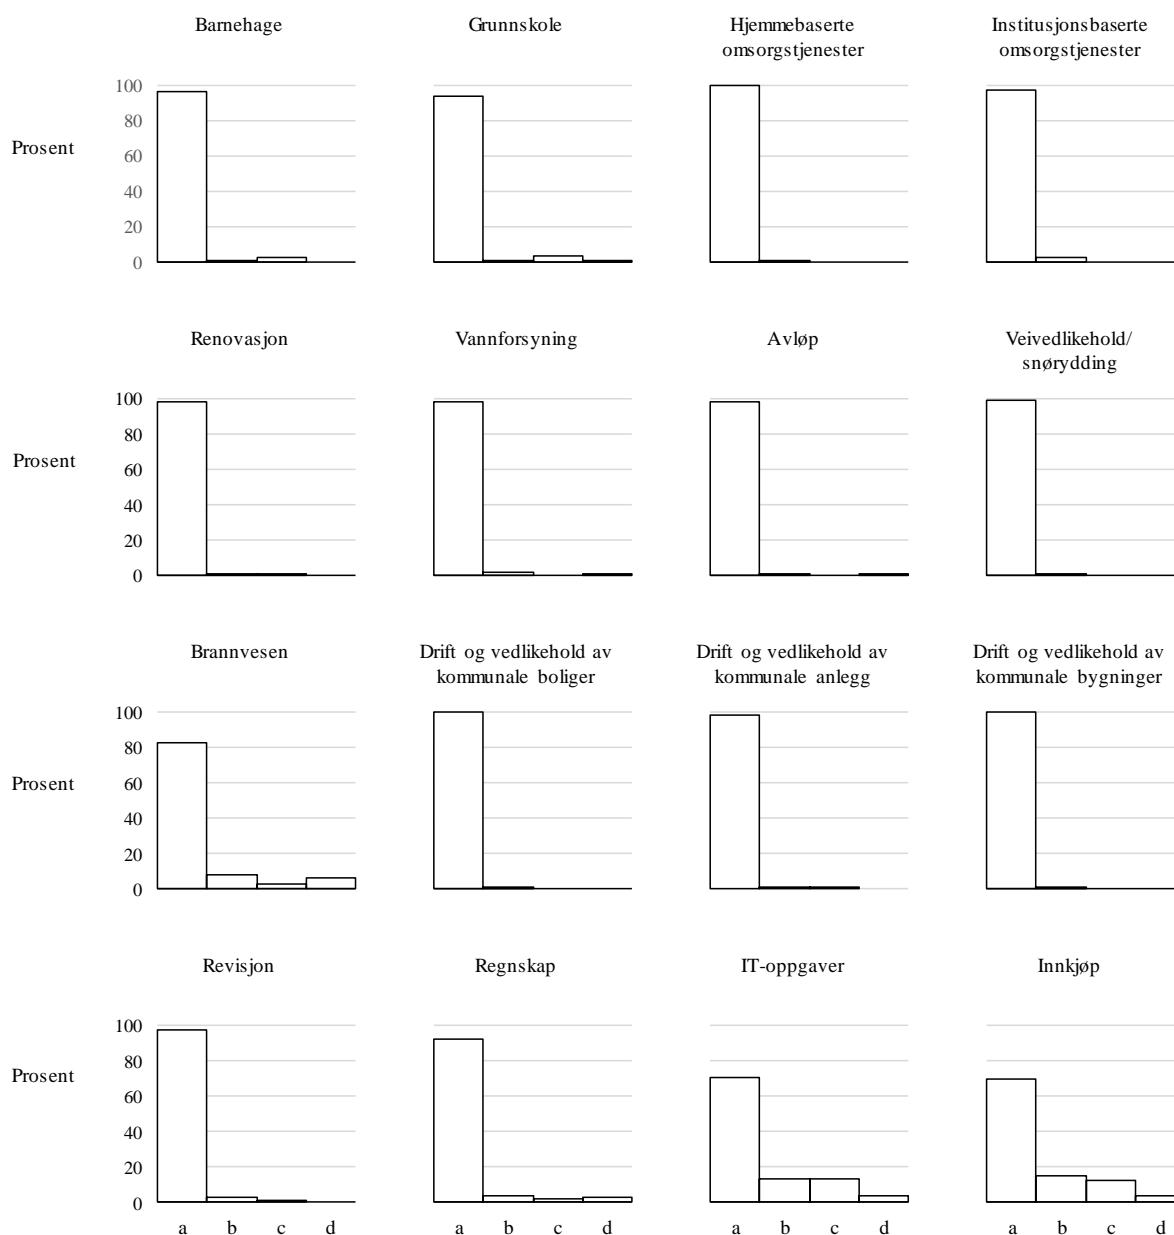 Barnehage Grunnskole Hjemmebaserte Institusjonsbaserte
omsorgstjenester omsorgstjenester
100
80
Prosent
60
40
20
0
Renovasjon Vannforsyning Avløp Veivedlikehold/
snørydding
100
80
Prosent
60
40
20
0
Brannvesen Drift og vedlikehold av Drift og vedlikehold av Drift og vedlikehold av
kommunale boliger kommunale anlegg kommunale bygninger
100
80
Prosent
60
40
20
0
Revisjon Regnskap IT-oppgaver Innkjøp
100
80
Prosent
60
40
20
0
a b c d a b c d a b c d a b c d